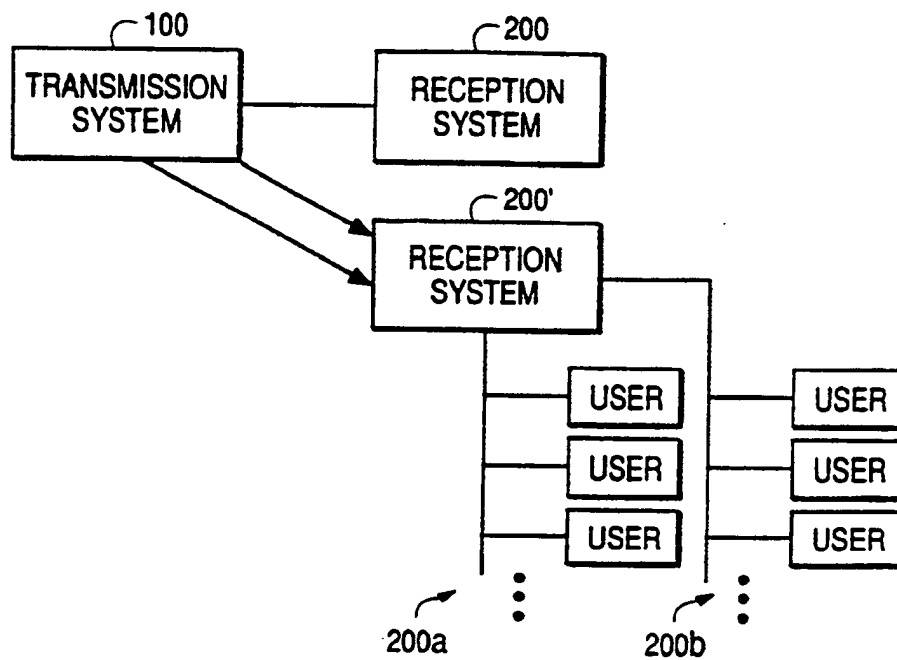 100
200
TRANSMISSION
SYSTEM
RECEPTION
SYSTEM
200'
RECEPTION
SYSTEM
USER
USER
USER
USER
USER
USER
200a
200b